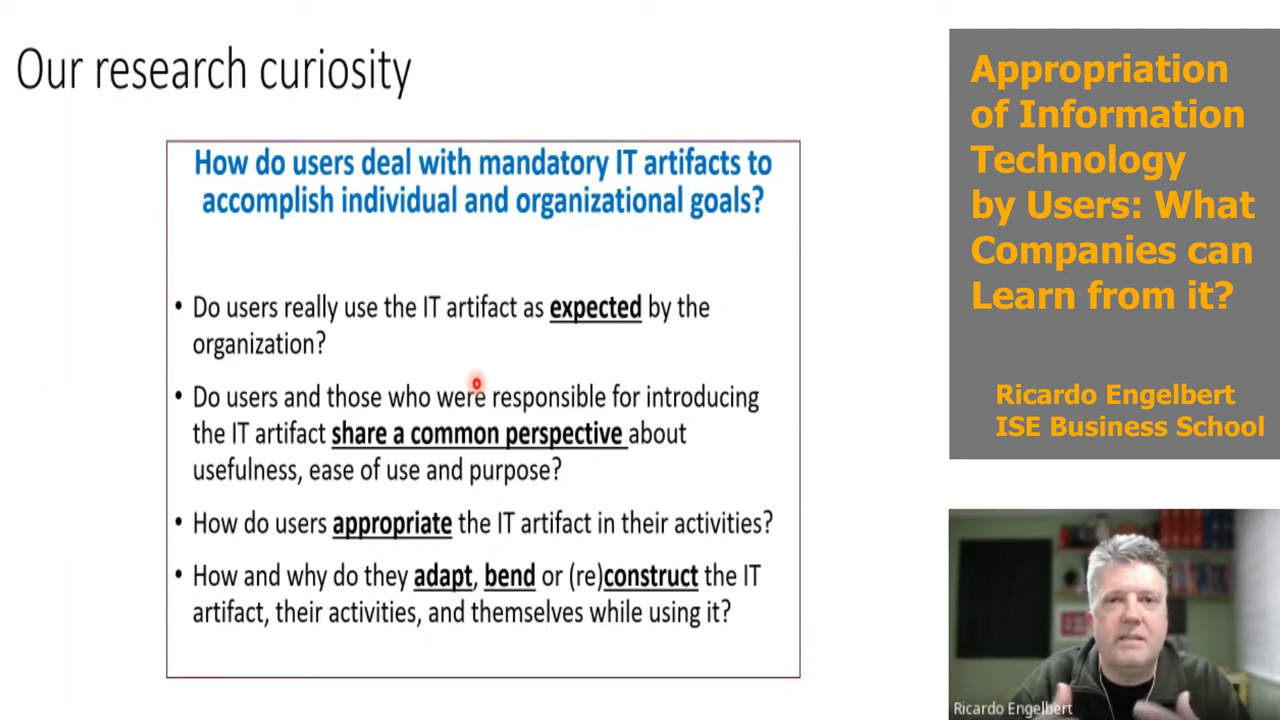 Our research curiosity
How do users deal with mandatory IT artifacts to
accomplish individual and organizational goals?
• Do users really use the IT artifact as expected by the
organization?
• Do users and those who were responsible for introducing
the IT artifact share a common perspective about
usefulness, ease of use and purpose?
• How do users appropriate the IT artifact in their activities?
• How and why do they adapt, bend or (re)construct the IT
artifact, their activities, and themselves while using it?
Appropriation
of Information
Technology
by Users: What
Companies can
Learn from it?
Ricardo Engelbert
ISE Business School
Ricardo Engelbert